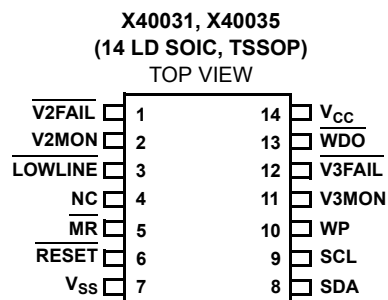 X40031, X40035
(14 LD SOIC, TSSOP)
TOP VIEW
V2FAIL 1 14 VCC
V2MON 2 13 WDO
LOWLINE 3 12 V3FAIL
NC 4 11 V3MON
MR 5 10 WP
RESET 6 9 SCL
VSS 7 8 SDA